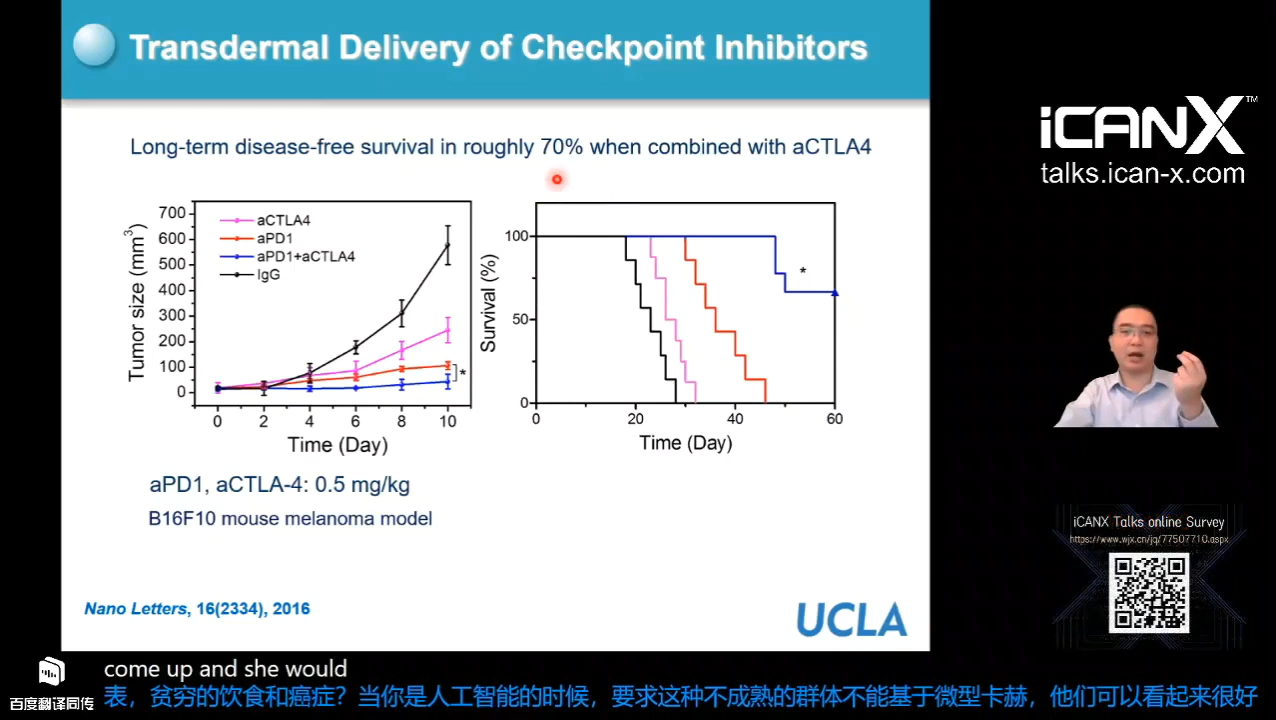 Transdermal Delivery of Checkpoint Inhibitors
Long-term disease-free survival in roughly 70% when combined with aCTLA4
700
600
500
400
300
200
100
0
Tumor size (mm³)
aCTLA4
aPD1
aPD1+aCTLA4
IgG
*
0 2 4 6 8 10
Time (Day)
100
50
0
Survival (%)
*
0 20 40 60
Time (Day)
aPD1, aCTLA-4: 0.5 mg/kg
B16F10 mouse melanoma model
Nano Letters, 16(2334), 2016
UCLA
iCANX™
talks.ican-x.com
iCANX Talks online Survey
https://www.wjx.cn/jq/77507710.aspx
come up and she would
表，贫穷的饮食和癌症？当你是人工智能的时候，要求这种不成熟的群体不能基于微型卡赫，他们可以看起来很好
百度翻译同传